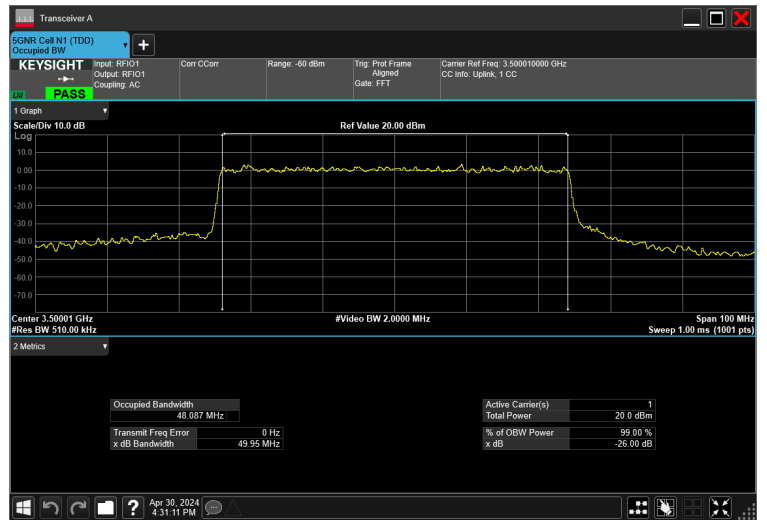 Transceiver A
5GNR Cell N1 (TDD)
Occupied BW
KEYSIGHT
LXI
PASS
Input: RFIO1
Output: RFIO1
Coupling: AC
Corr CCorr
Range: -60 dBm
Trig: Prot Frame
Aligned
Gate: FFT
Carrier Ref Freq: 3.500010000 GHz
CC Info: Uplink, 1 CC
1 Graph
Scale/Div 10.0 dB
Ref Value 20.00 dBm
Log
10.0
0.00
-10.0
-20.0
-30.0
-40.0
-50.0
-60.0
-70.0
Center 3.50001 GHz
#Video BW 2.0000 MHz
Span 100 MHz
#Res BW 510.00 kHz
Sweep 1.00 ms (1001 pts)
2 Metrics
Occupied Bandwidth
48.087 MHz
Transmit Freq Error 0 Hz
x dB Bandwidth 49.95 MHz
Active Carrier(s) 1
Total Power 20.0 dBm
% of OBW Power 99.00 %
x dB -26.00 dB
?
Apr 30, 2024
4:31:11 PM